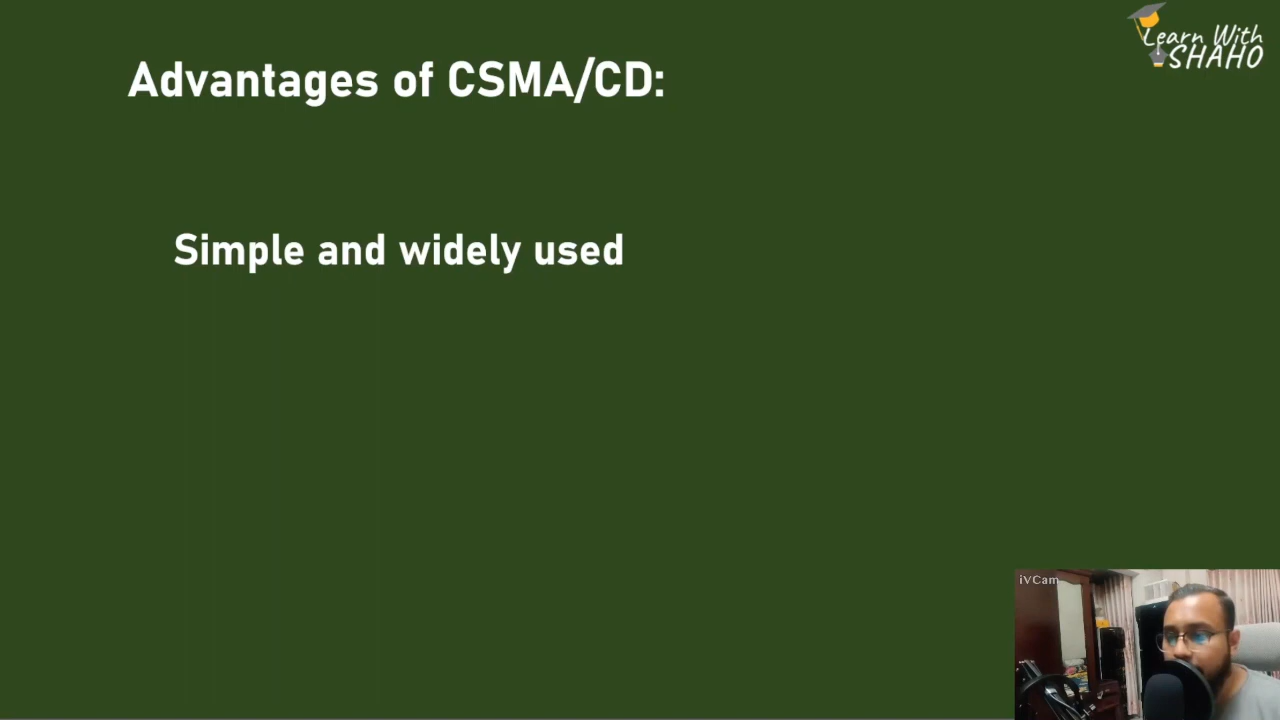 Learn With
SHAHO
Advantages of CSMA/CD:
Simple and widely used
iVCam